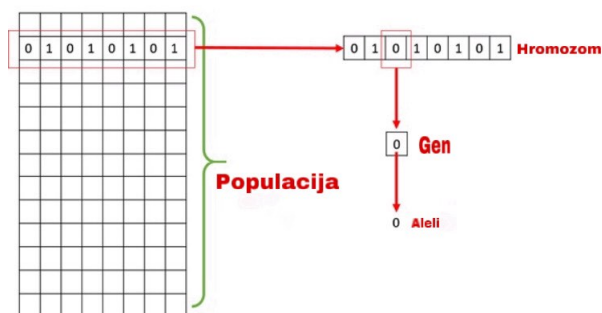 0 1 0 1 0 1 0 1
0 1 0 1 0 1 0 1 Hromozom
0 Gen
Populacija
0 Aleli